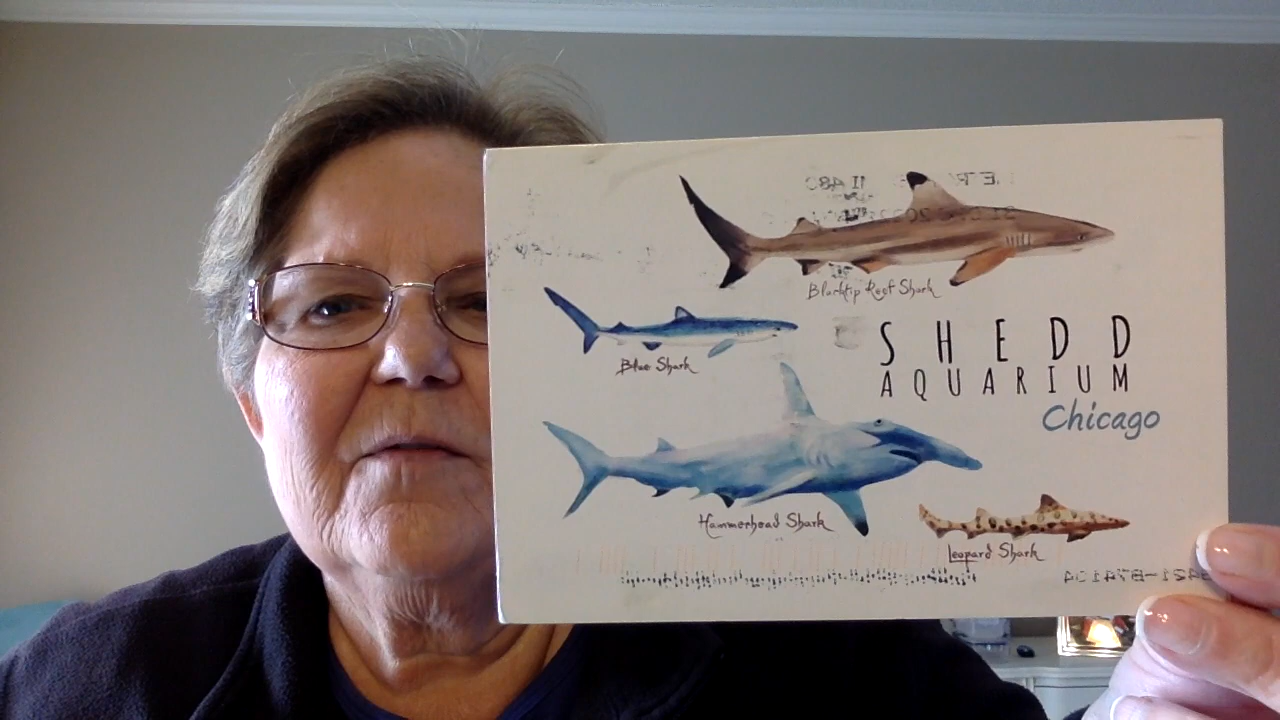 Blacktip Reef Shark
Blue Shark
SHEDD
AQUARIUM
Chicago
Hammerhead Shark
Leopard Shark